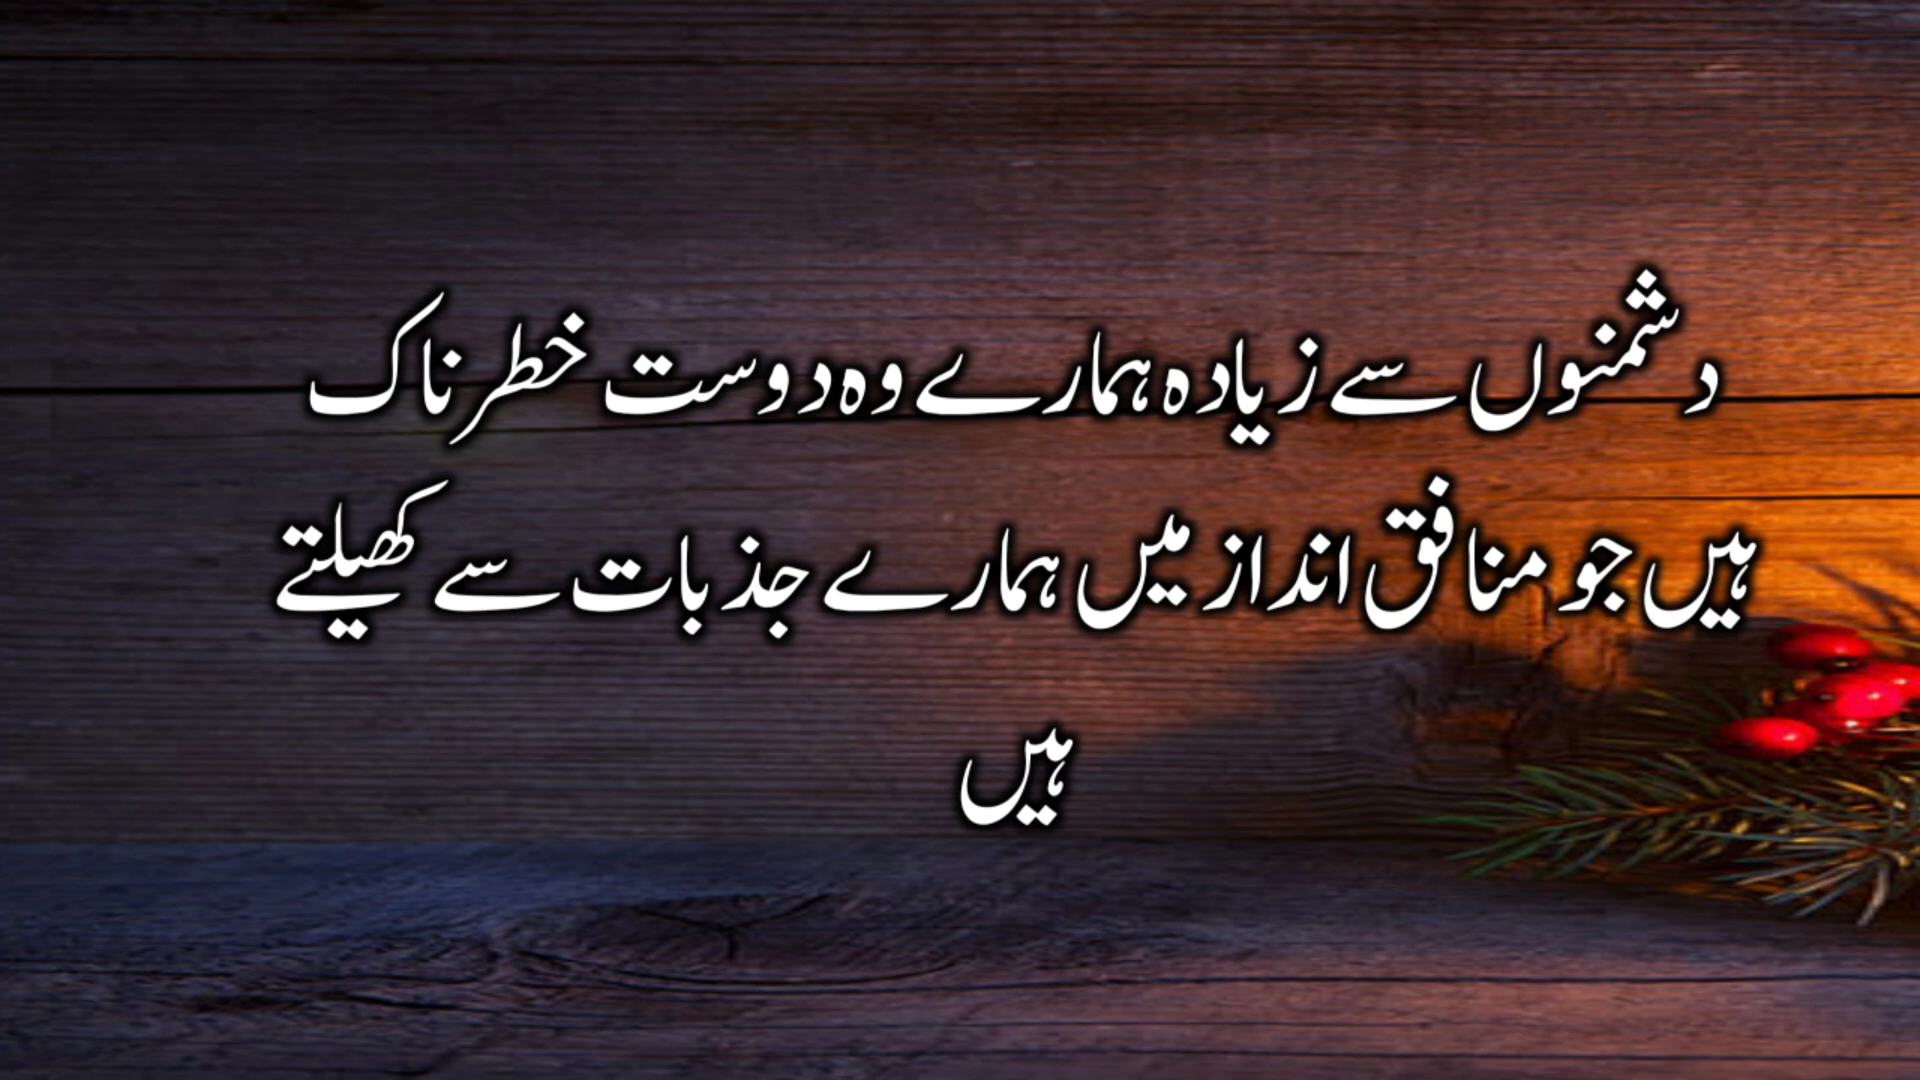 دشمنوں سے زیادہ ہمارے وہ دوست خطرناک
ہیں جو منافق انداز میں ہمارے جذبات سے کھیلتے
ہیں